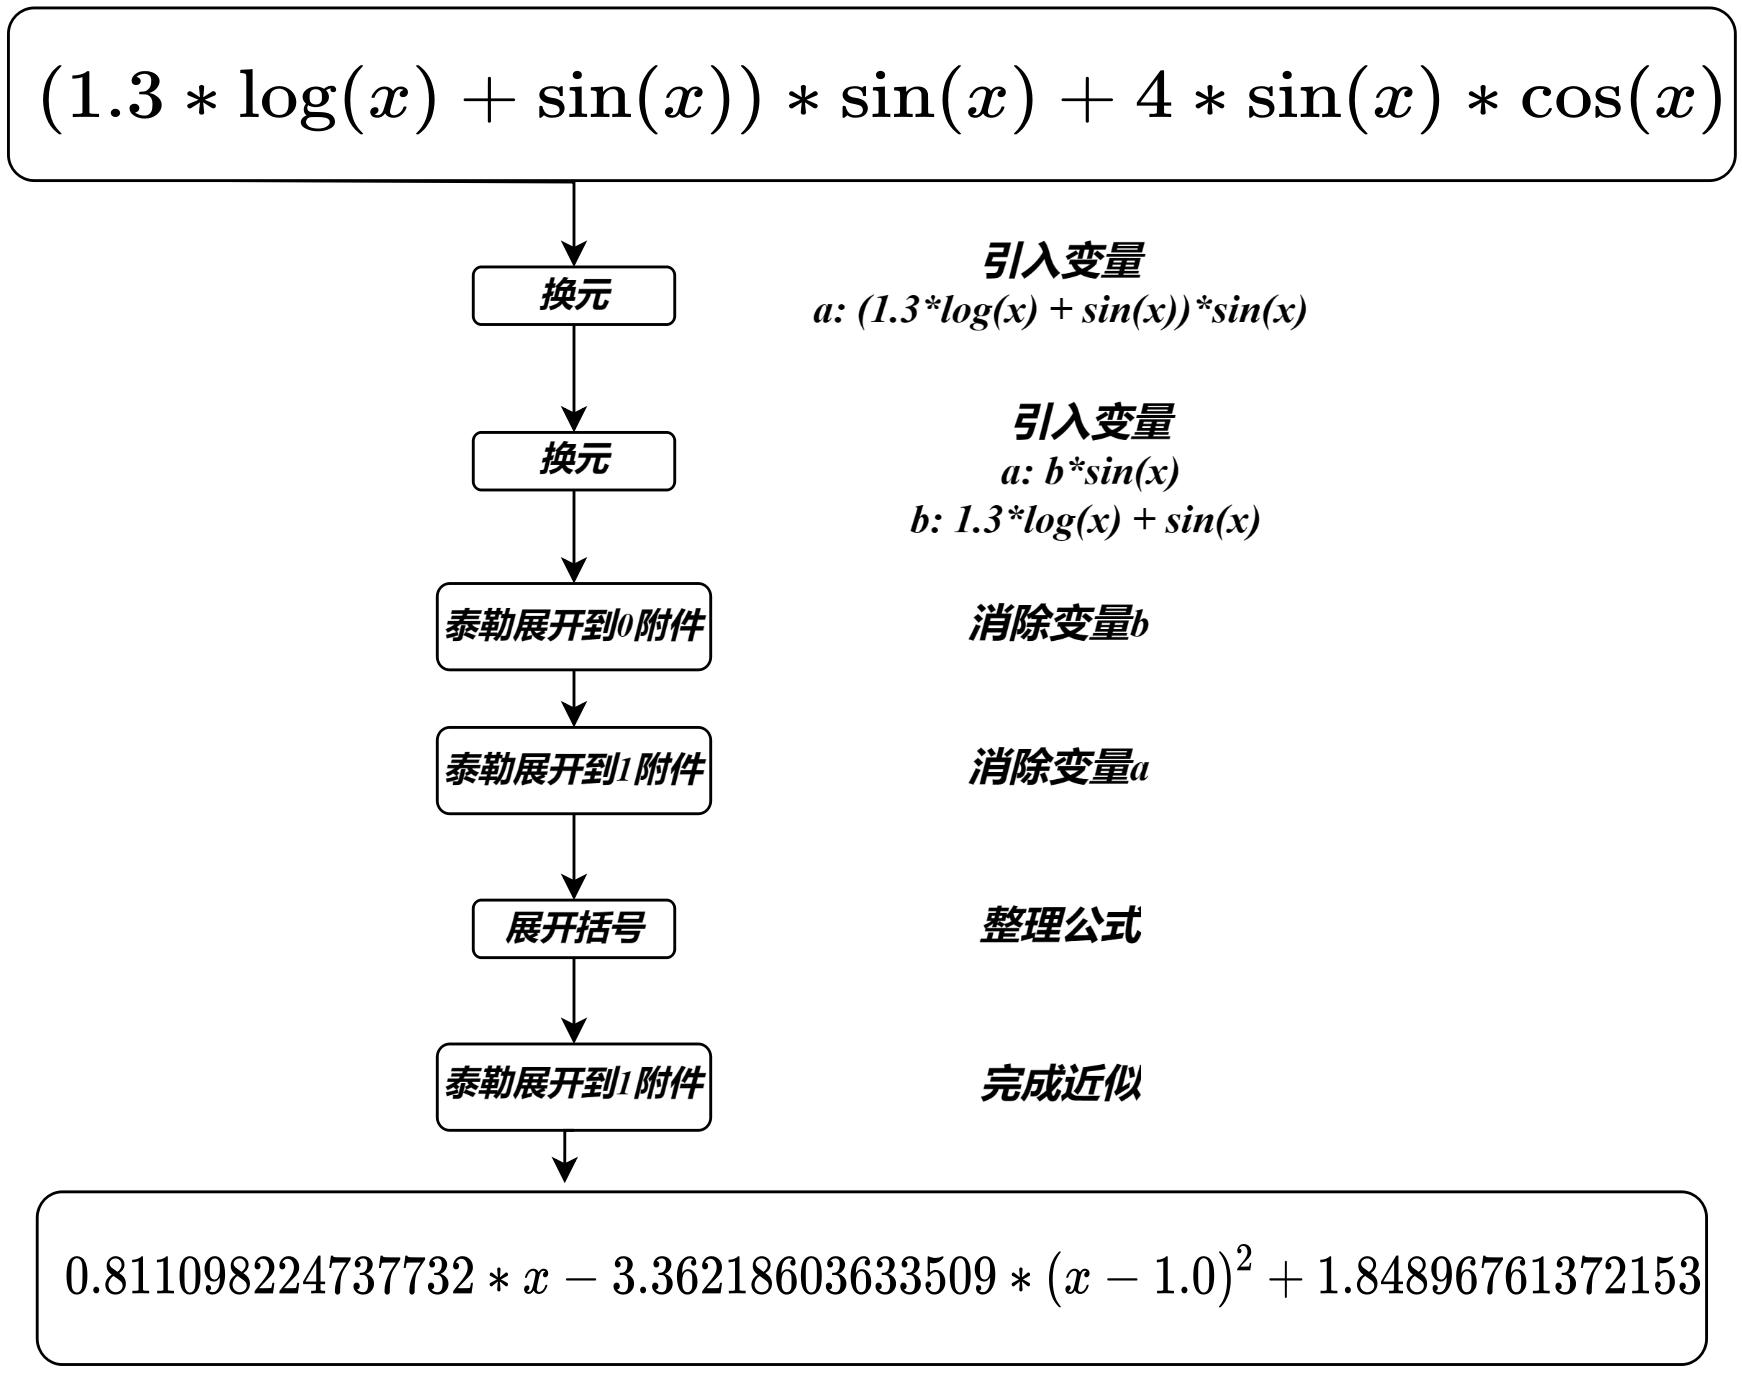 (1.3 * log(x) + sin(x)) * sin(x) + 4 * sin(x) * cos(x)
换元
引入变量
a: (1.3*log(x) + sin(x))*sin(x)
换元
引入变量
a: b*sin(x)
b: 1.3*log(x) + sin(x)
泰勒展开到0附件
消除变量b
泰勒展开到1附件
消除变量a
展开括号
整理公式
泰勒展开到1附件
完成近似
0.811098224737732 * x − 3.36218603633509 * (x − 1.0)² + 1.84896761372153